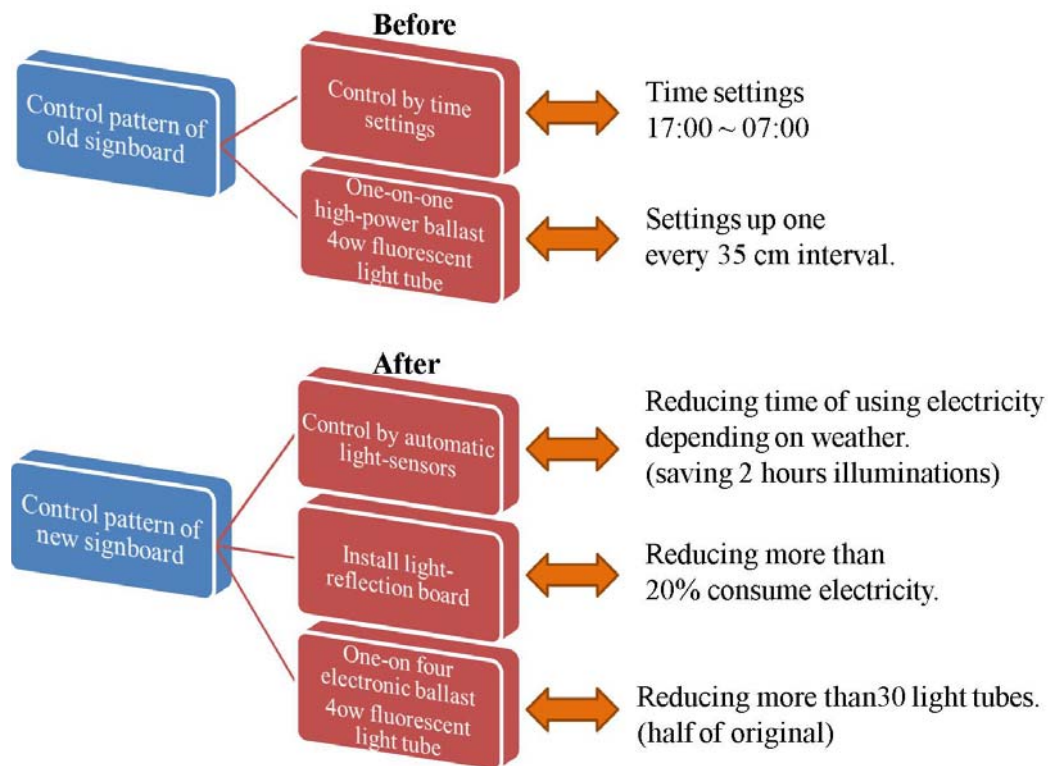 Before
Control pattern of
old signboard
Control by time
settings
Time settings
17:00 ~ 07:00
One-on-one
high-power ballast
4ow fluorescent
light tube
Settings up one
every 35 cm interval.
After
Control pattern of
new signboard
Control by automatic
light-sensors
Reducing time of using electricity
depending on weather.
(saving 2 hours illuminations)
Install light-
reflection board
Reducing more than
20% consume electricity.
One-on four
electronic ballast
4ow fluorescent
light tube
Reducing more than30 light tubes.
(half of original)